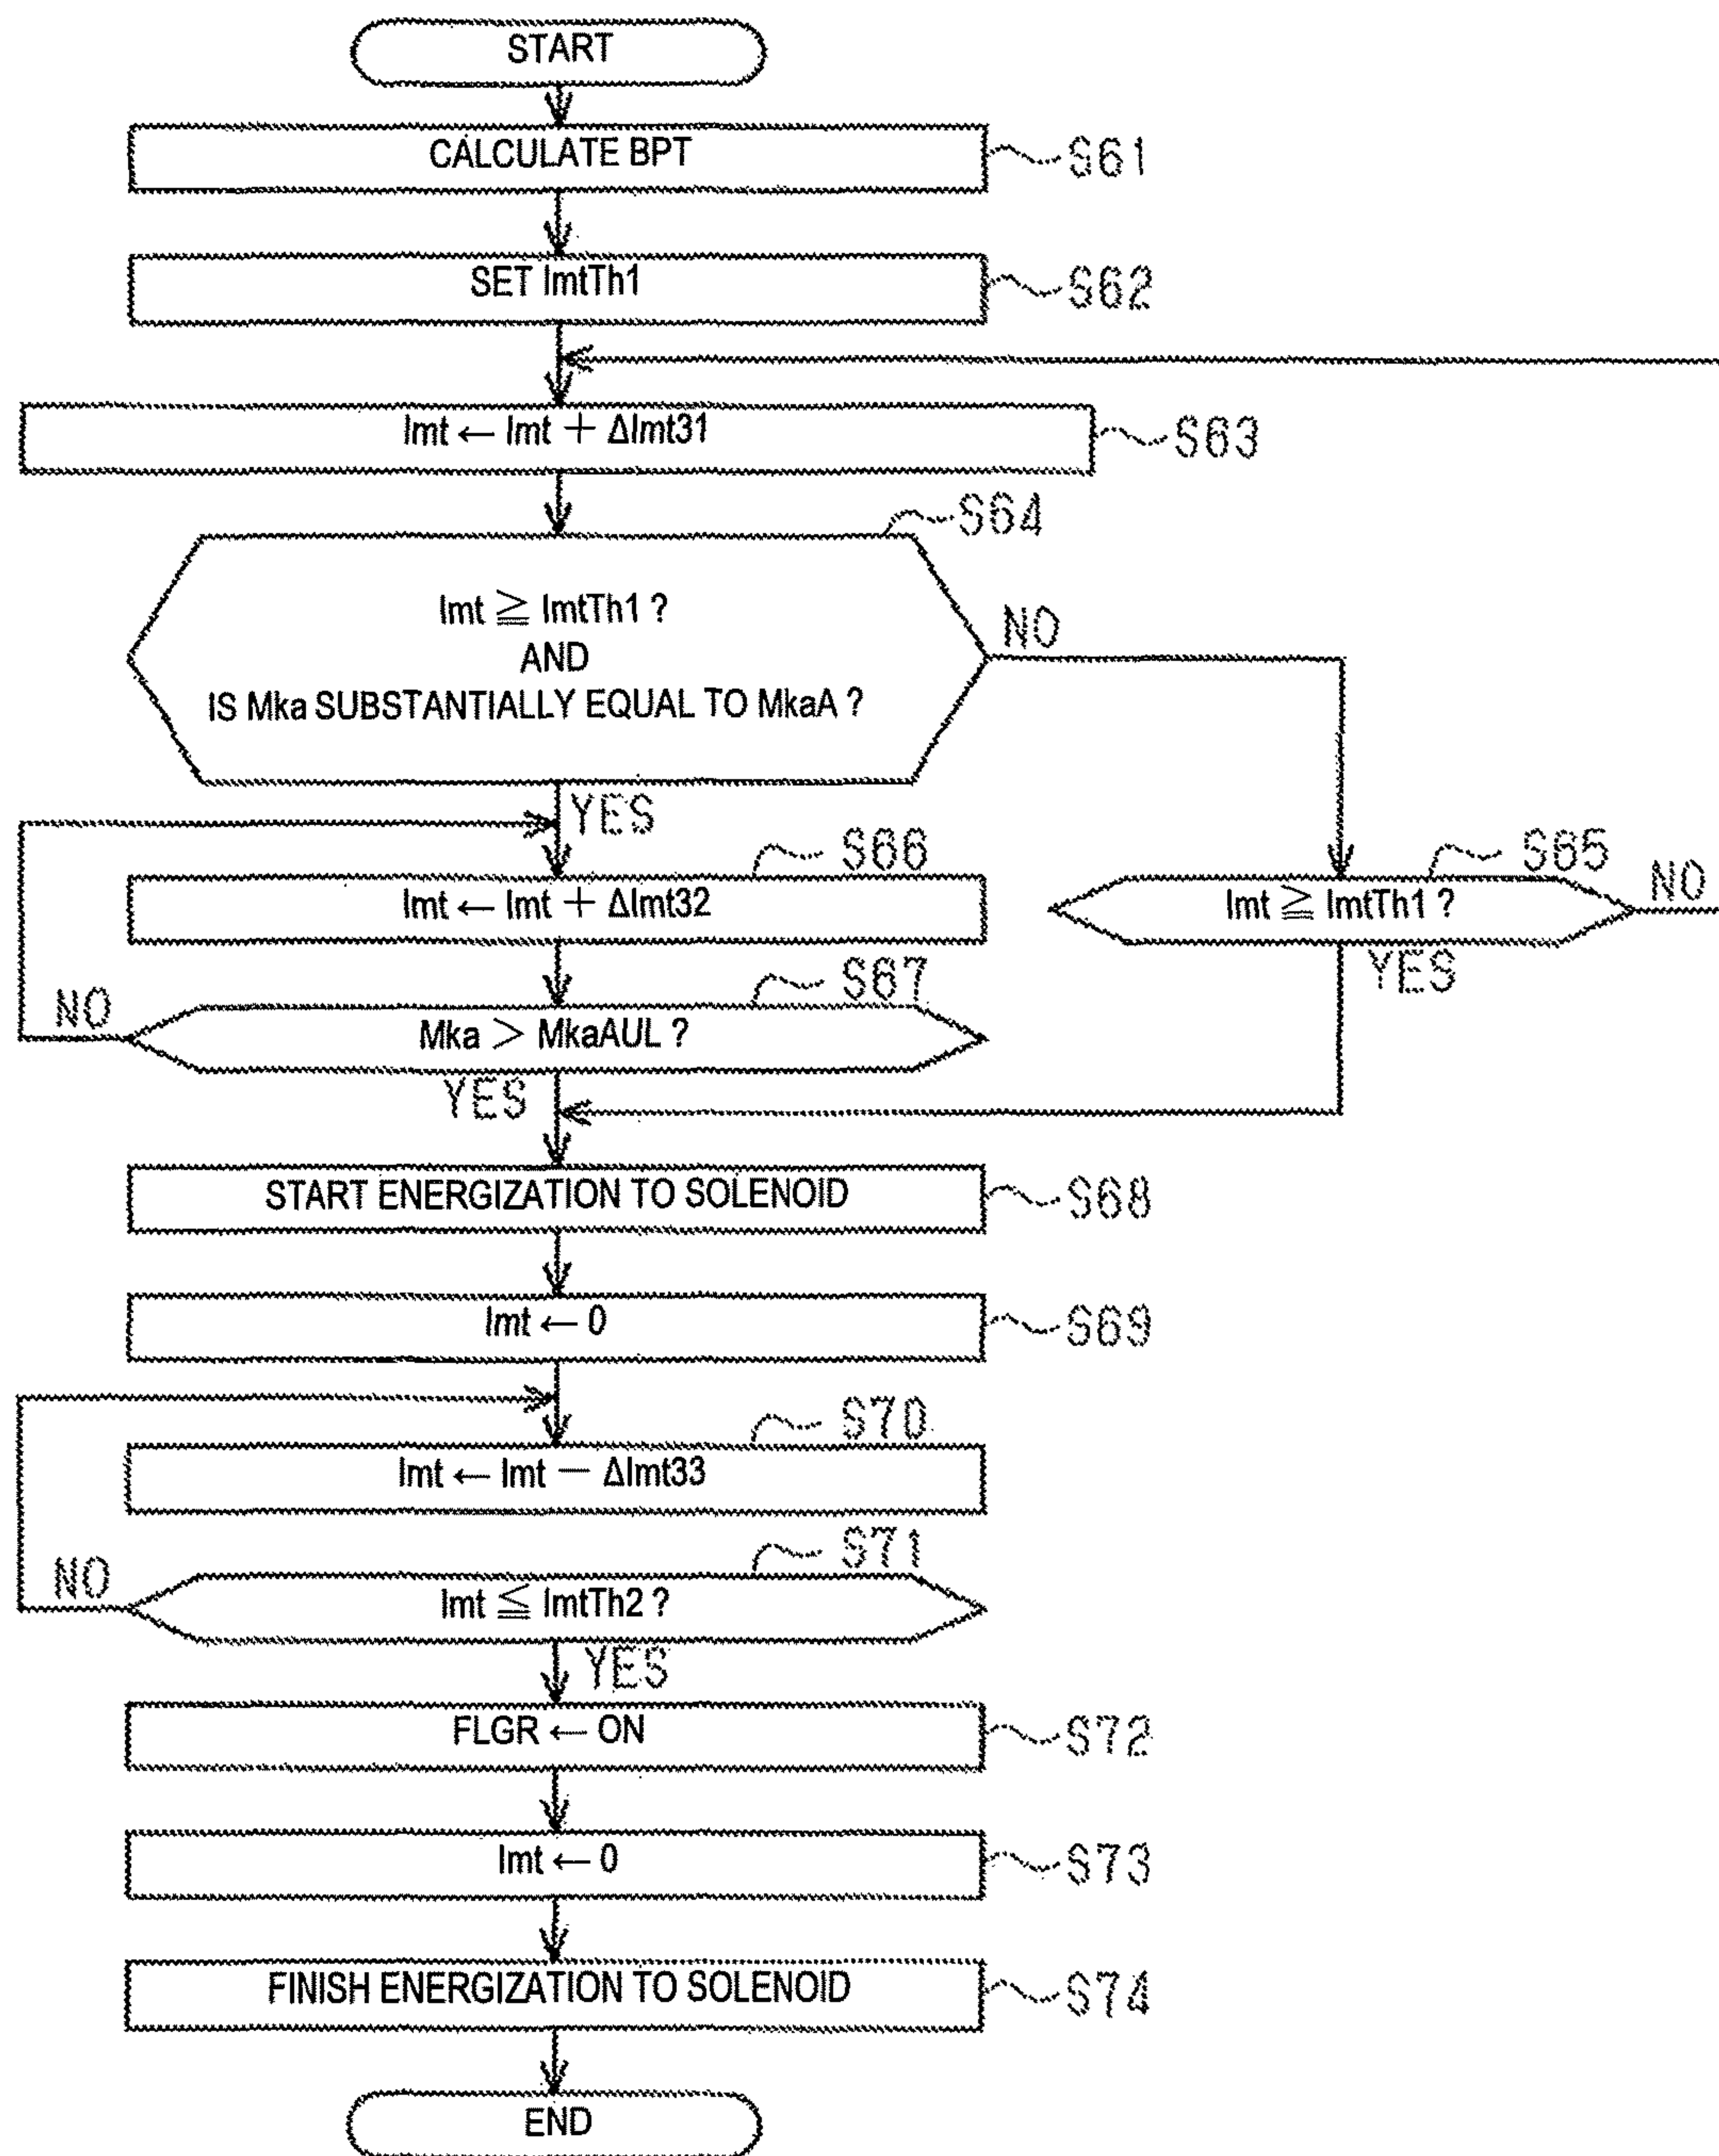 START
CALCULATE BPT
S61
SET ImtTh1
S62
Imt ← Imt + ΔImt31
S63
S64
Imt ≧ ImtTh1 ?
AND
IS Mka SUBSTANTIALLY EQUAL TO MkaA ?
NO
YES
S66
Imt ← Imt + ΔImt32
S65
Imt ≧ ImtTh1 ?
NO
YES
S67
Mka > MkaAUL ?
NO
YES
START ENERGIZATION TO SOLENOID
S68
Imt ← 0
S69
S70
Imt ← Imt − ΔImt33
S71
Imt ≦ ImtTh2 ?
NO
YES
FLGR ← ON
S72
Imt ← 0
S73
FINISH ENERGIZATION TO SOLENOID
S74
END